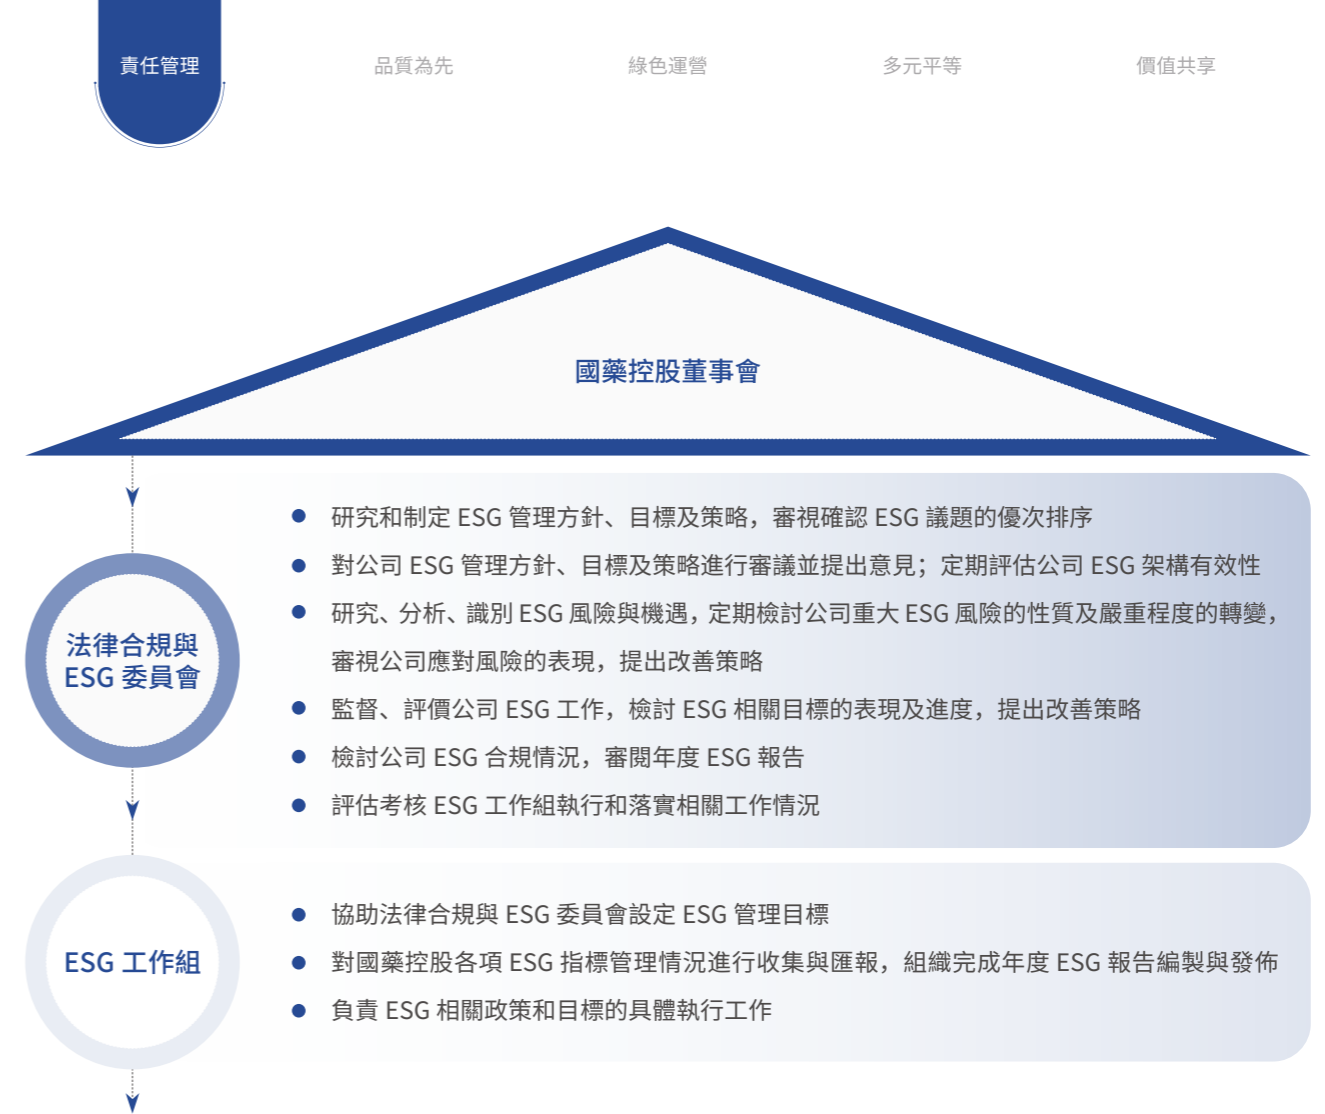 責任管理
品質為先
綠色運營
多元平等
價值共享
國藥控股董事會
法律合規與
ESG 委員會
研究和制定 ESG 管理方針、目標及策略，審視確認 ESG 議題的優次排序
對公司 ESG 管理方針、目標及策略進行審議並提出意見；定期評估公司 ESG 架構有效性
研究、分析、識別 ESG 風險與機遇，定期檢討公司重大 ESG 風險的性質及嚴重程度的轉變，
審視公司應對風險的表現，提出改善策略
監督、評價公司 ESG 工作，檢討 ESG 相關目標的表現及進度，提出改善策略
檢討公司 ESG 合規情況，審閱年度 ESG 報告
評估考核 ESG 工作組執行和落實相關工作情況
ESG 工作組
協助法律合規與 ESG 委員會設定 ESG 管理目標
對國藥控股各項 ESG 指標管理情況進行收集與匯報，組織完成年度 ESG 報告編製與發佈
負責 ESG 相關政策和目標的具體執行工作